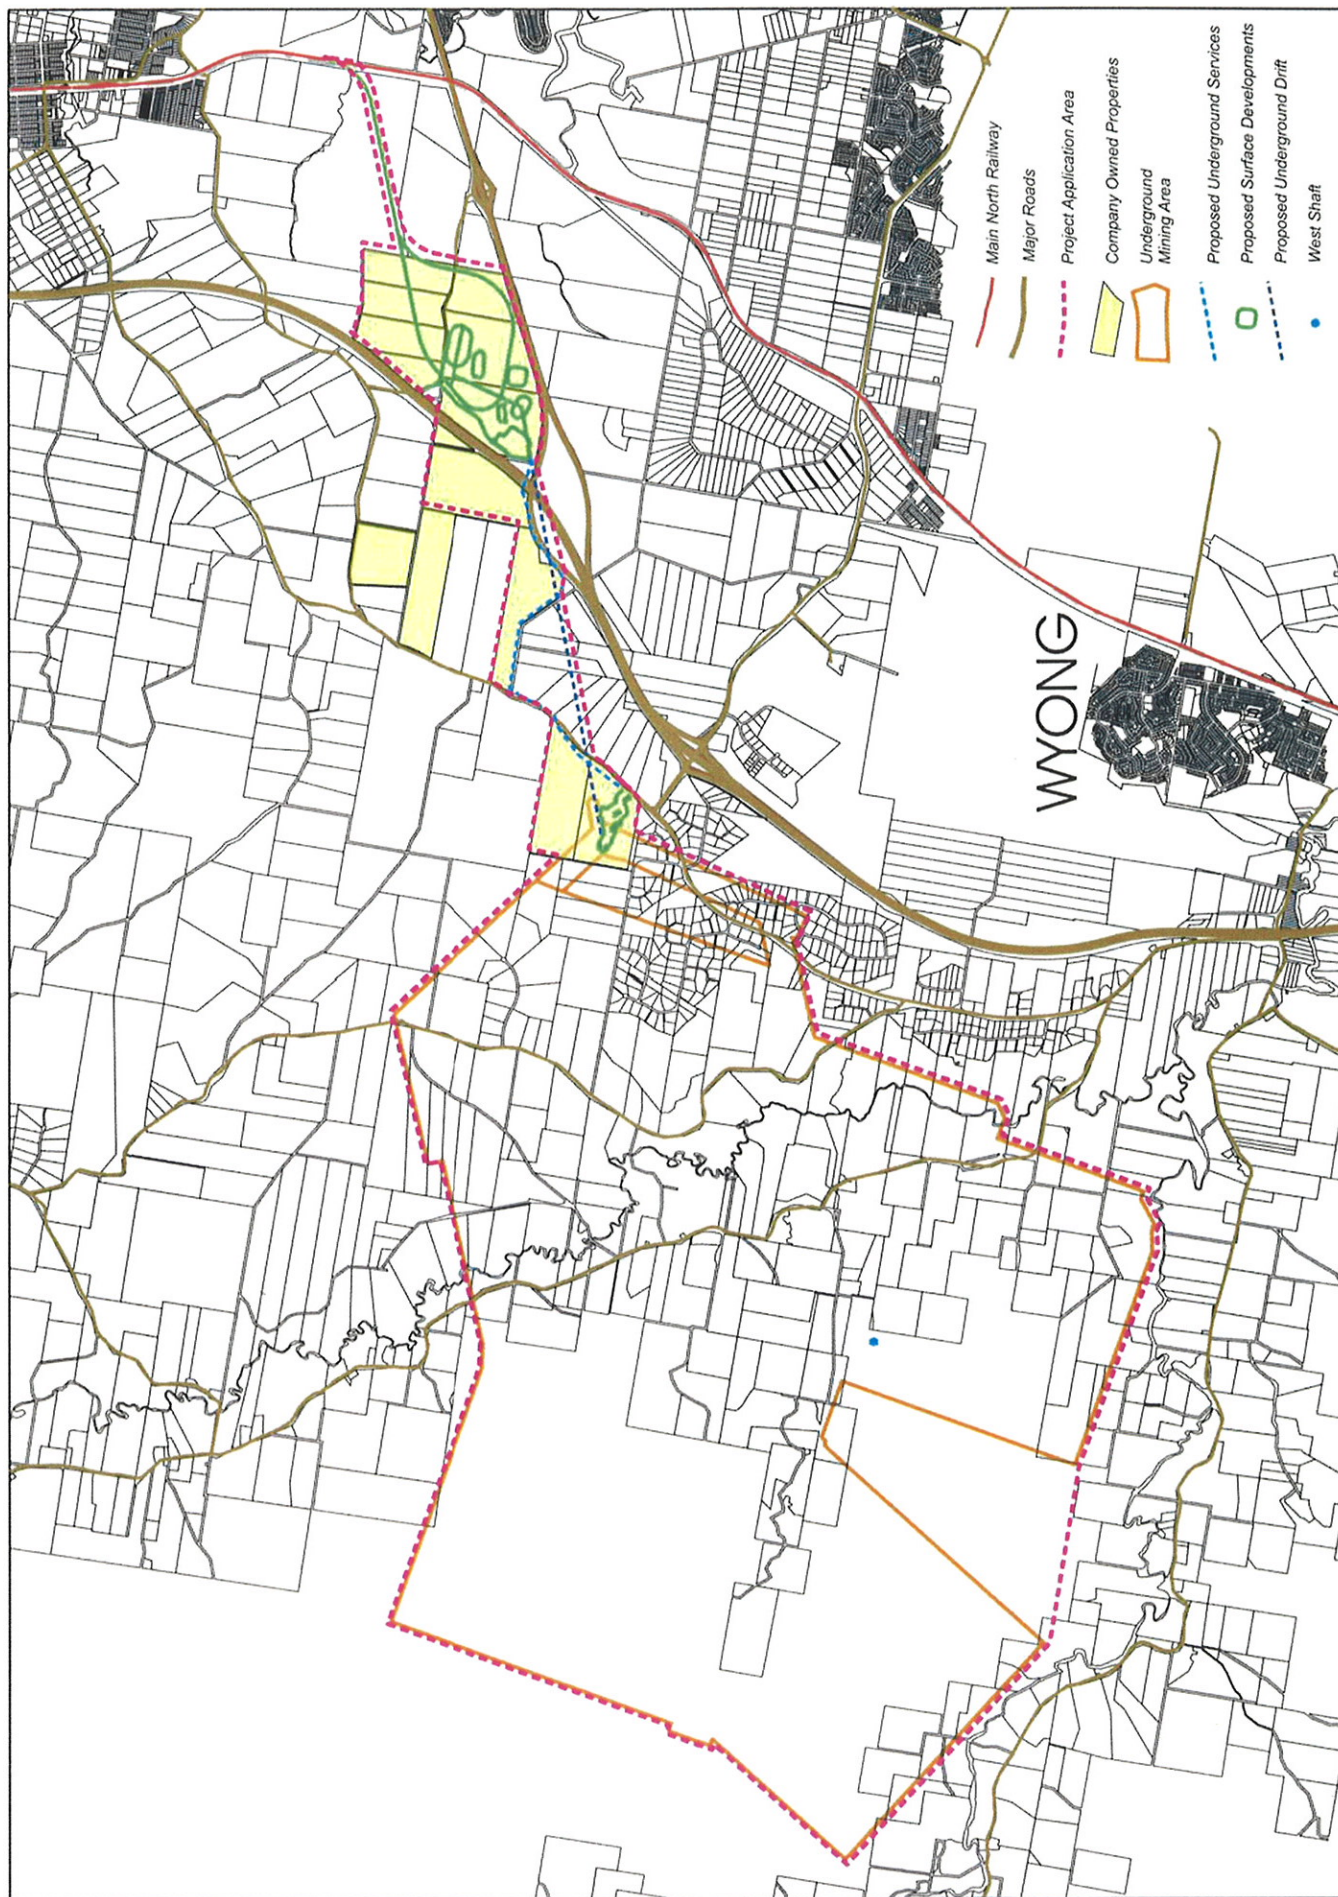 WYONG
Main North Railway
Major Roads
Project Application Area
Company Owned Properties
Underground
Mining Area
Proposed Underground Services
Proposed Surface Developments
Proposed Underground Drift
West Shaft